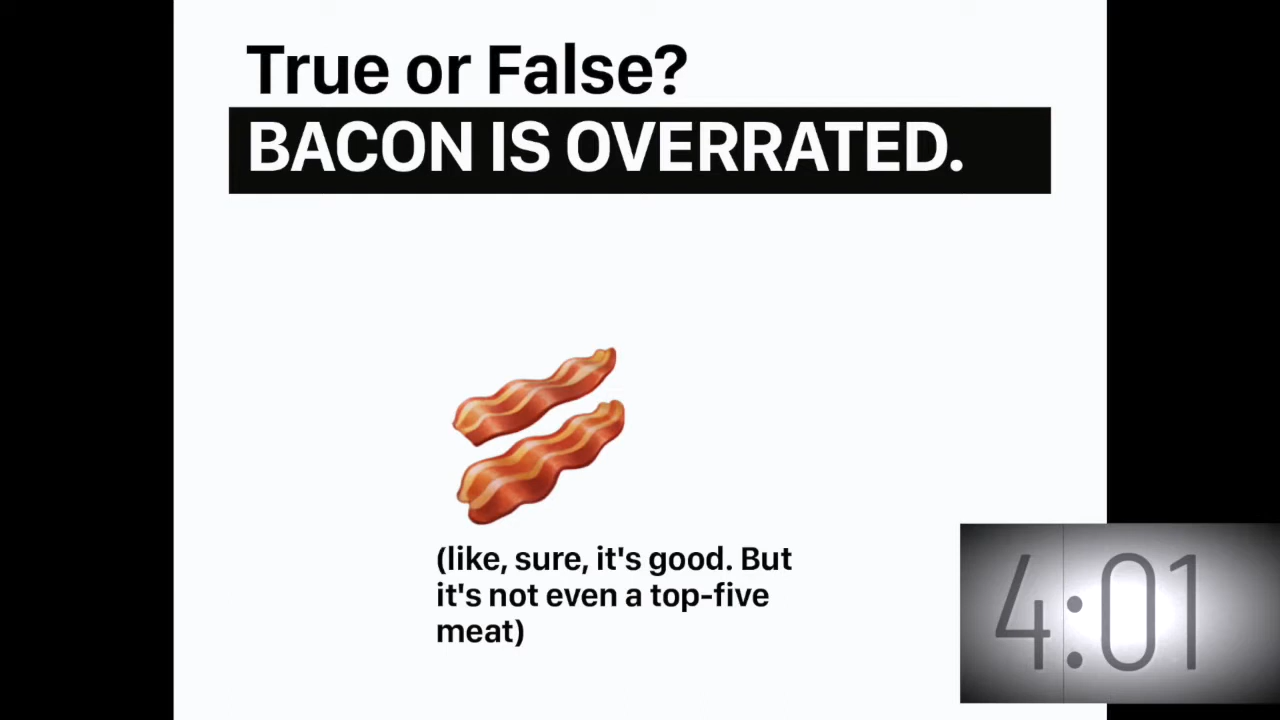 True or False?
BACON IS OVERRATED.
(like, sure, it's good. But
it's not even a top-five
meat)
4:01